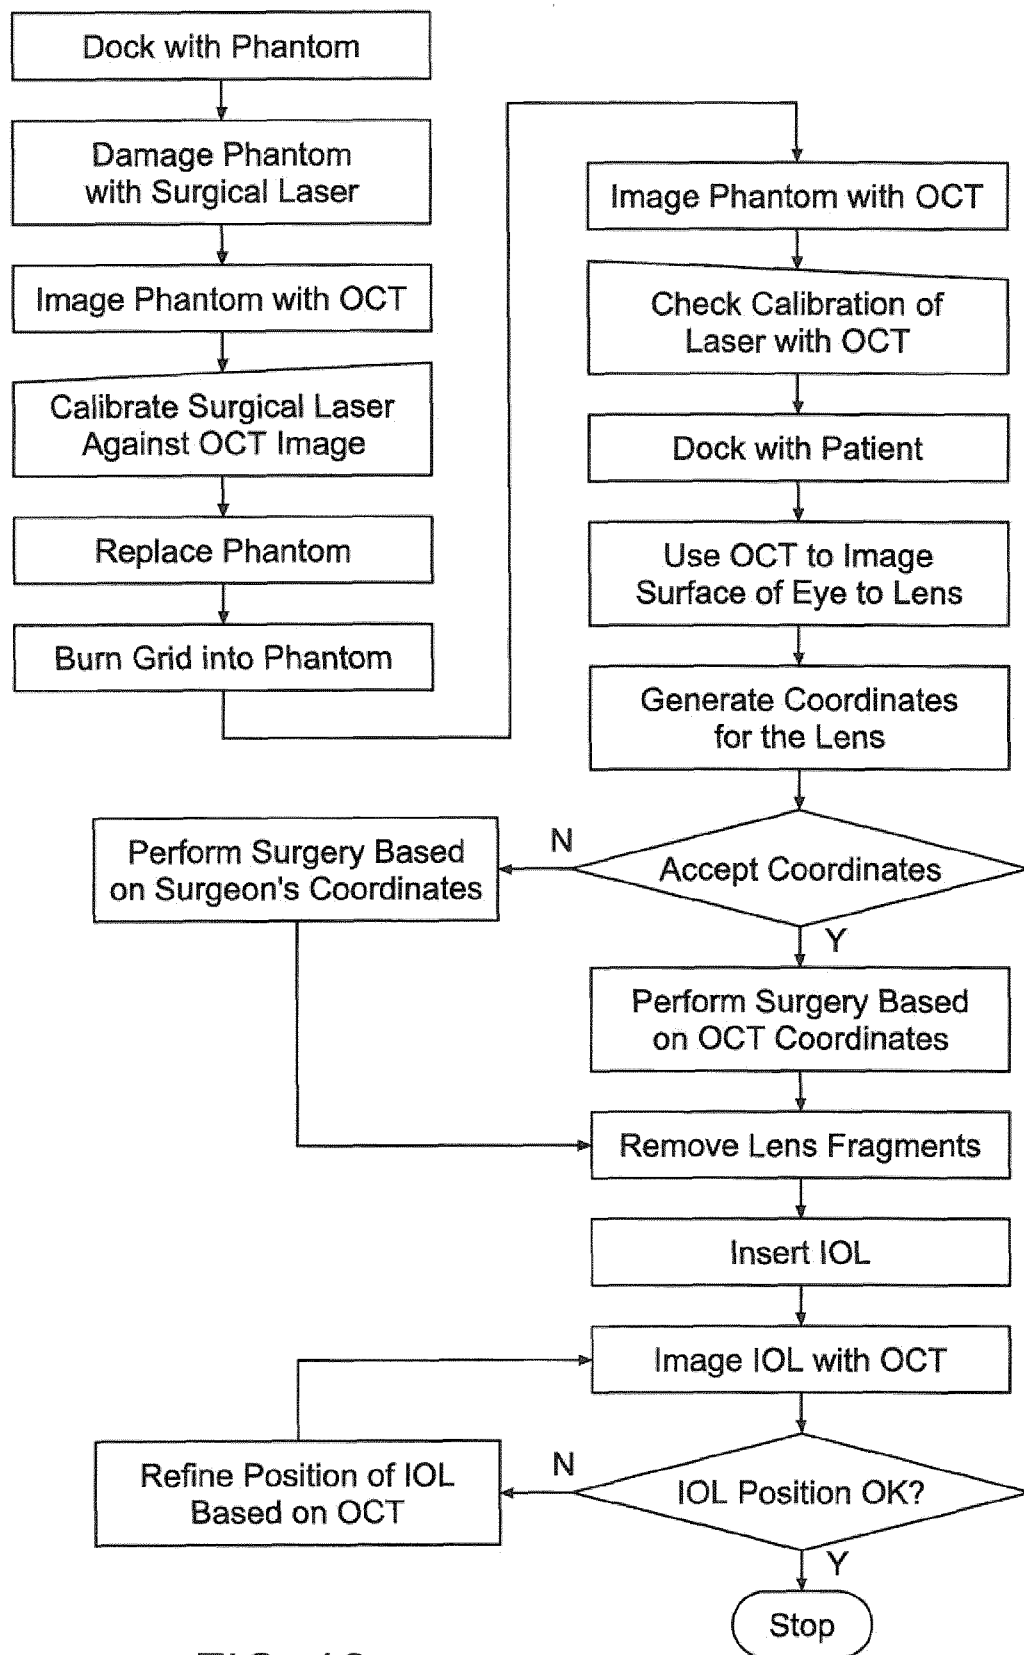 Dock with Phantom
Damage Phantom
with Surgical Laser
Image Phantom with OCT
Calibrate Surgical Laser
Against OCT Image
Replace Phantom
Burn Grid into Phantom
Image Phantom with OCT
Check Calibration of
Laser with OCT
Dock with Patient
Use OCT to Image
Surface of Eye to Lens
Generate Coordinates
for the Lens
Accept Coordinates
N
Y
Perform Surgery Based
on Surgeon's Coordinates
Perform Surgery Based
on OCT Coordinates
Remove Lens Fragments
Insert IOL
Image IOL with OCT
IOL Position OK?
N
Y
Refine Position of IOL
Based on OCT
Stop